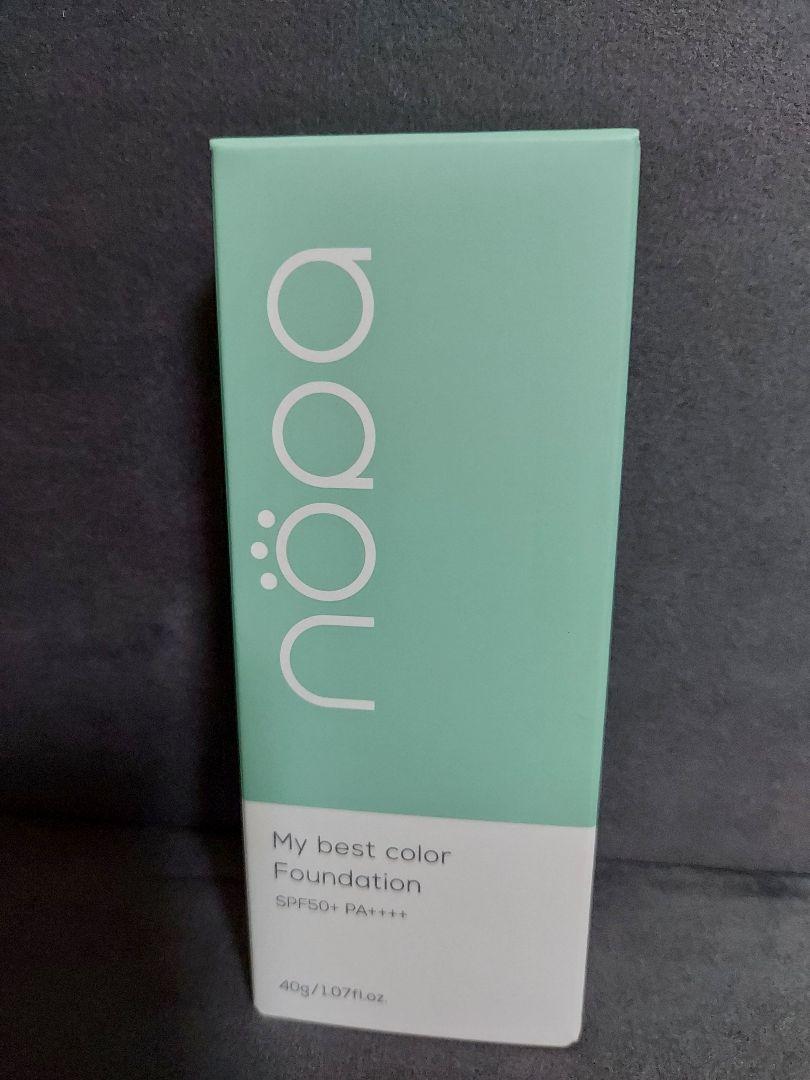 nöpa
My best color
Foundation
SPF50+ PA++++
40g/1.07fl.oz.